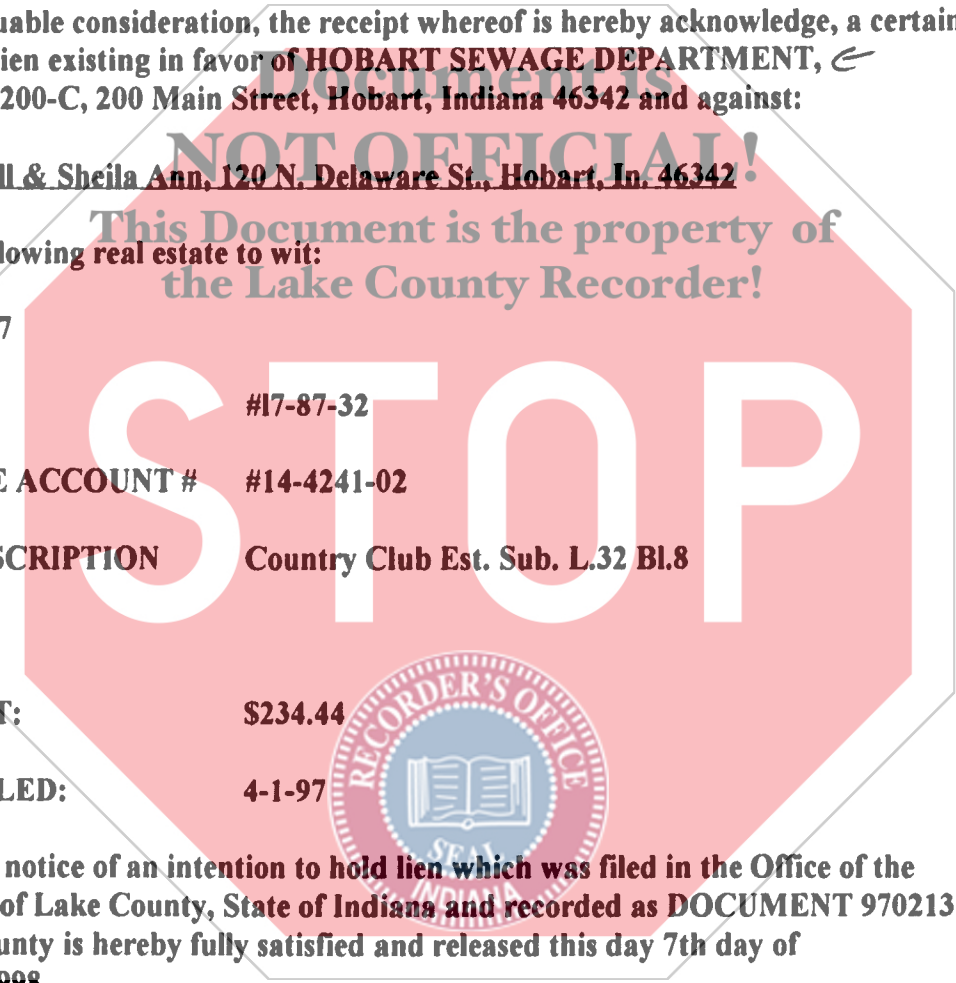 uable consideration, the receipt whereof is hereby acknowledge, a certain
ien existing in favor of HOBART SEWAGE DEPARTMENT,
Document is
200-C, 200 Main Street, Hobart, Indiana 46342 and against:
NOT OFFICIAL!
ll & Sheila Ann, 120 N. Delaware St., Hobart, In. 46342
This Document is the property of
lowing real estate to wit:
the Lake County Recorder!
7
#17-87-32
E ACCOUNT # #14-4241-02
STOP
SCRIPTION Country Club Est. Sub. L.32 Bl.8
T: $234.44
RECORDER'S OFFICE
LED: 4-1-97
SEAL
INDIANA
notice of an intention to hold lien which was filed in the Office of the
of Lake County, State of Indiana and recorded as DOCUMENT 970213
unty is hereby fully satisfied and released this day 7th day of
998